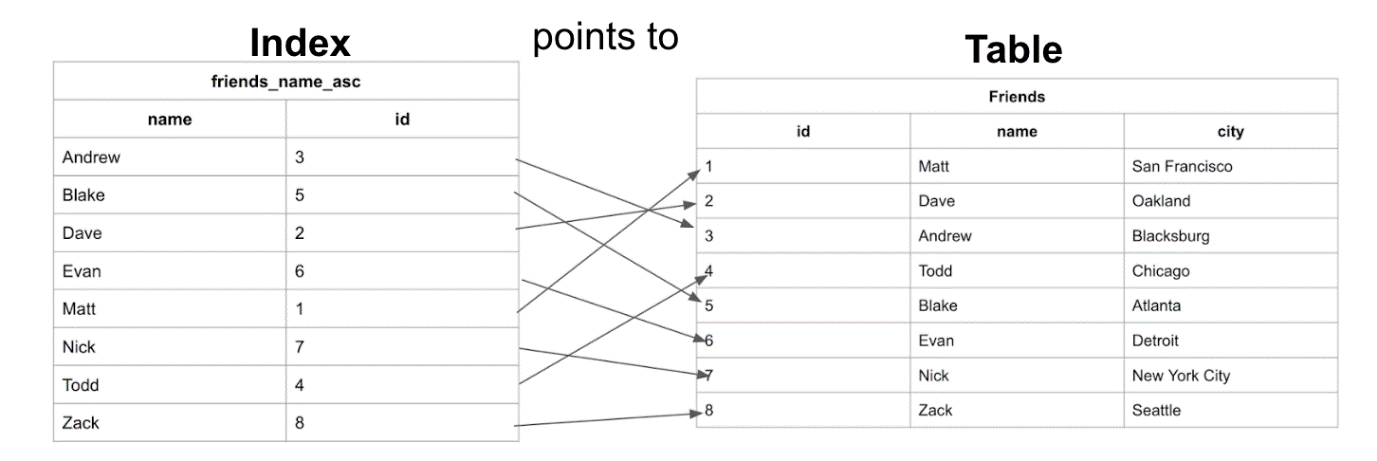 Index points to Table
friends_name_asc
name id
Andrew 3
Blake 5
Dave 2
Evan 6
Matt 1
Nick 7
Todd 4
Zack 8
Friends
id name city
1 Matt San Francisco
2 Dave Oakland
3 Andrew Blacksburg
4 Todd Chicago
5 Blake Atlanta
6 Evan Detroit
7 Nick New York City
8 Zack Seattle